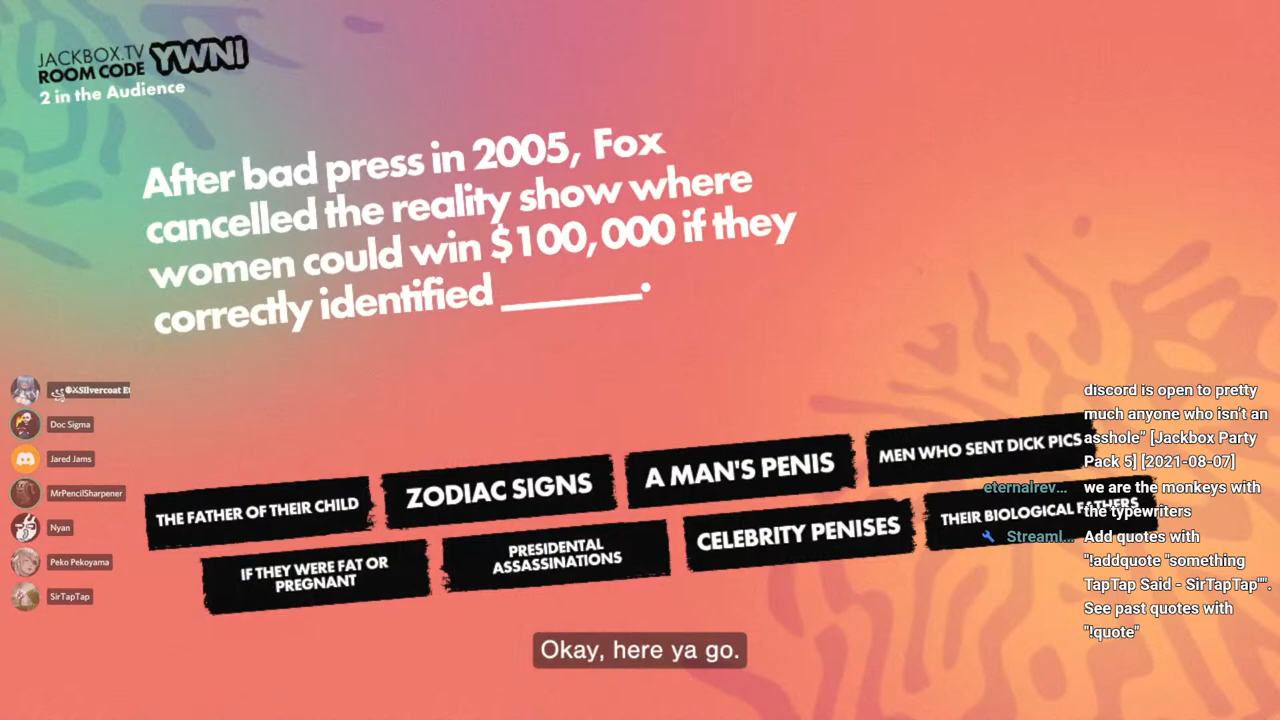 JACKBOX.TV
ROOM CODE YWNI
2 in the Audience
After bad press in 2005, Fox
cancelled the reality show where
women could win $100,000 if they
correctly identified ______.
Silvercoat
Doc Sigma
Jared Jams
MrPencilSharpener
Nyan
Peko Pekoyama
SirTapTap
THE FATHER OF THEIR CHILD
ZODIAC SIGNS
A MAN'S PENIS
MEN WHO SENT DICK PICS
IF THEY WERE FAT OR
PREGNANT
PRESIDENTAL
ASSASSINATIONS
CELEBRITY PENISES
THEIR BIOLOGICAL FATHERS
discord is open to pretty
much anyone who isn't an
asshole" [Jackbox Party
Pack 5] [2021-08-07]
eternalrev... we are the monkeys with
the typewriters
Streaml... Add quotes with
"!addquote "something
TapTap Said - SirTapTap"".
See past quotes with
"!quote"
Okay, here ya go.